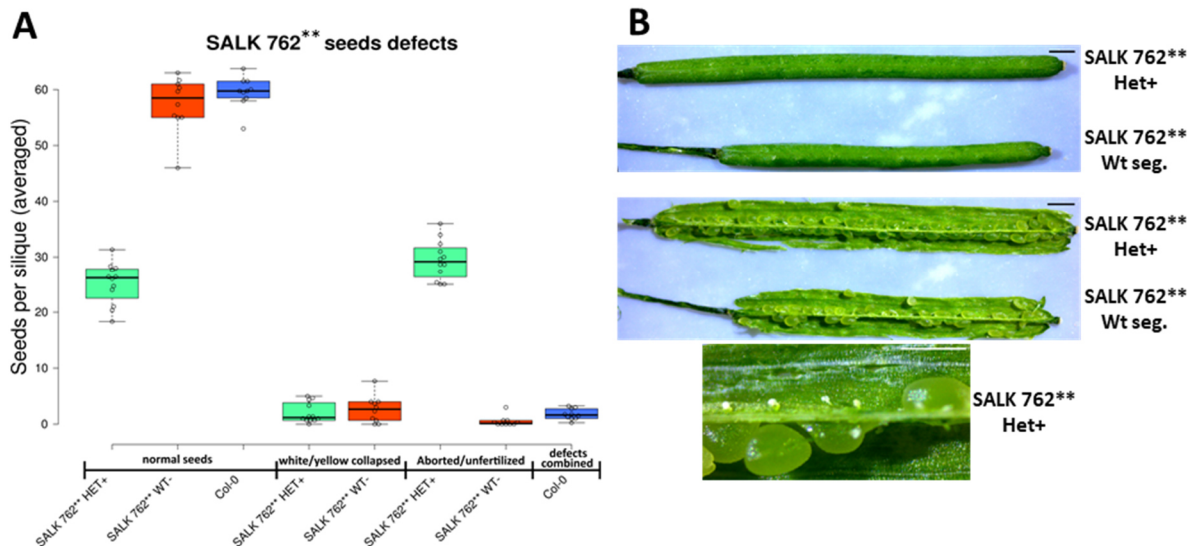 A
SALK 762** seeds defects
Seeds per silique (averaged)
60
50
40
30
20
10
0
normal seeds
white/yellow collapsed
Aborted/unfertilized
defects
combined
SALK 762** HET+
SALK 762** WT-
Col-0
SALK 762** HET+
SALK 762** WT-
SALK 762** HET+
SALK 762** WT-
Col-0
B
SALK 762**
Het+
SALK 762**
Wt seg.
SALK 762**
Het+
SALK 762**
Wt seg.
SALK 762**
Het+